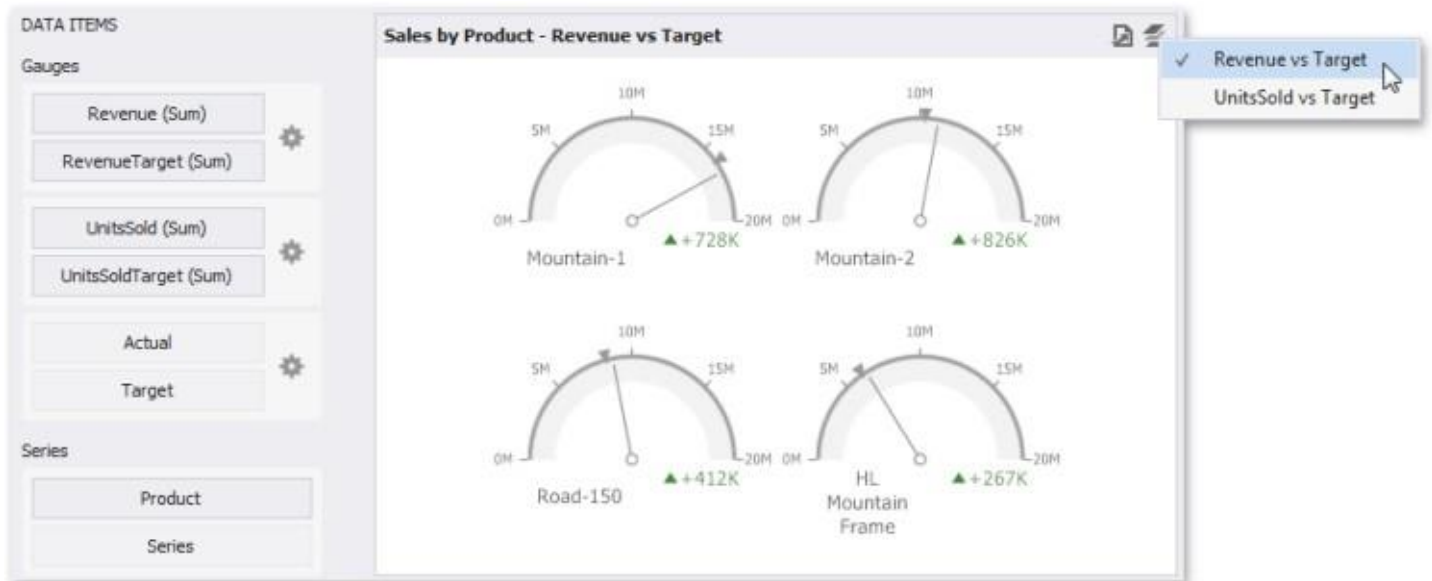 DATA ITEMS
Gauges
Revenue (Sum)
RevenueTarget (Sum)
UnitsSold (Sum)
UnitsSoldTarget (Sum)
Actual
Target
Series
Product
Series
Sales by Product - Revenue vs Target
Revenue vs Target
UnitsSold vs Target
0M 5M 10M 15M 20M
+728K
Mountain-1
0M 5M 10M 15M 20M
+826K
Mountain-2
0M 5M 10M 15M 20M
+412K
Road-150
0M 5M 10M 15M 20M
+267K
HL
Mountain
Frame